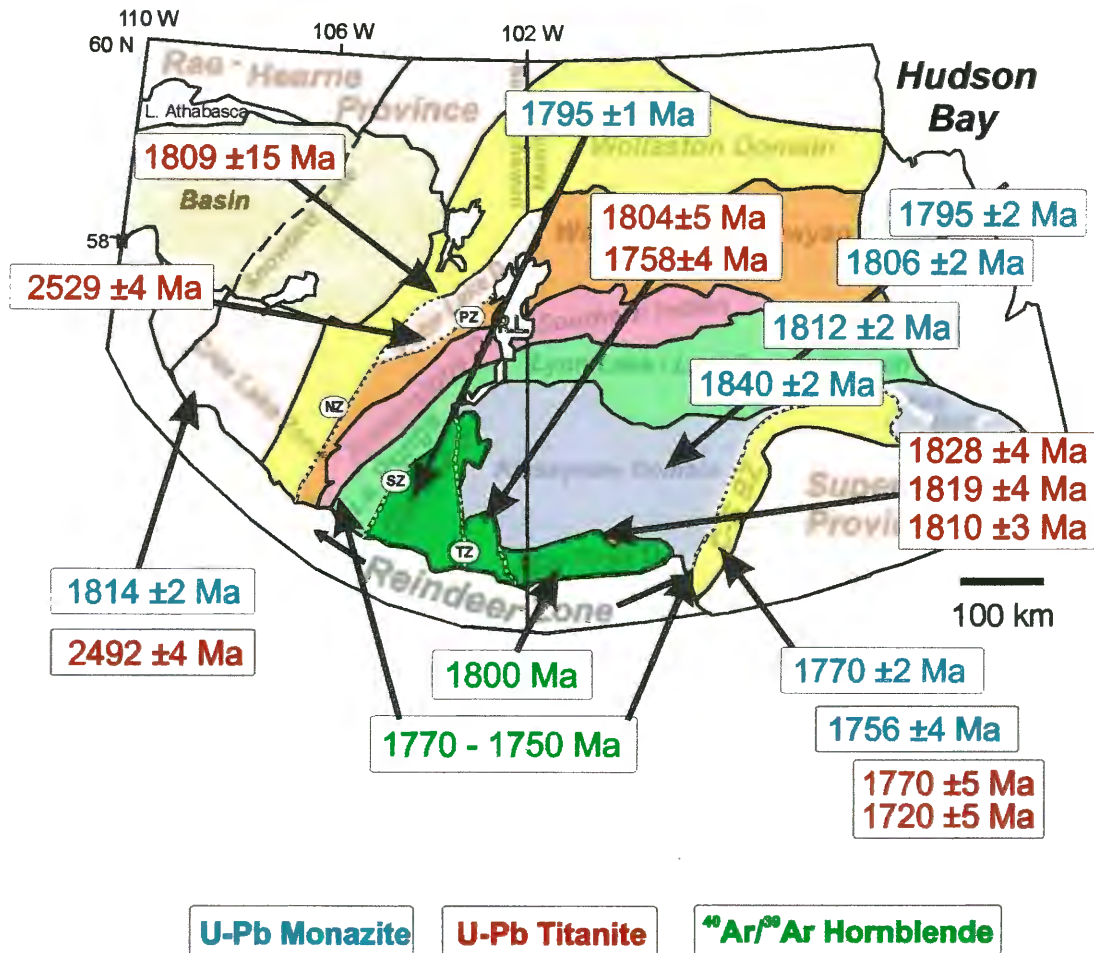 110 W
60 N
106 W
102 W
Rae - Hearne Province
Hudson
Bay
L. Athabasca
1795 ±1 Ma
Wollaston Domain
1809 ±15 Ma
Basin
1804±5 Ma
1758±4 Ma
1795 ±2 Ma
58
1806 ±2 Ma
2529 ±4 Ma
PZ
R.L.
Southern
1812 ±2 Ma
1840 ±2 Ma
NZ
SZ
1828 ±4 Ma
1819 ±4 Ma
1810 ±3 Ma
TZ
Reindeer Zone
100 km
1814 ±2 Ma
2492 ±4 Ma
1800 Ma
1770 ±2 Ma
1770 - 1750 Ma
1756 ±4 Ma
1770 ±5 Ma
1720 ±5 Ma
U-Pb Monazite
U-Pb Titanite
⁴⁰Ar/³⁹Ar Hornblende